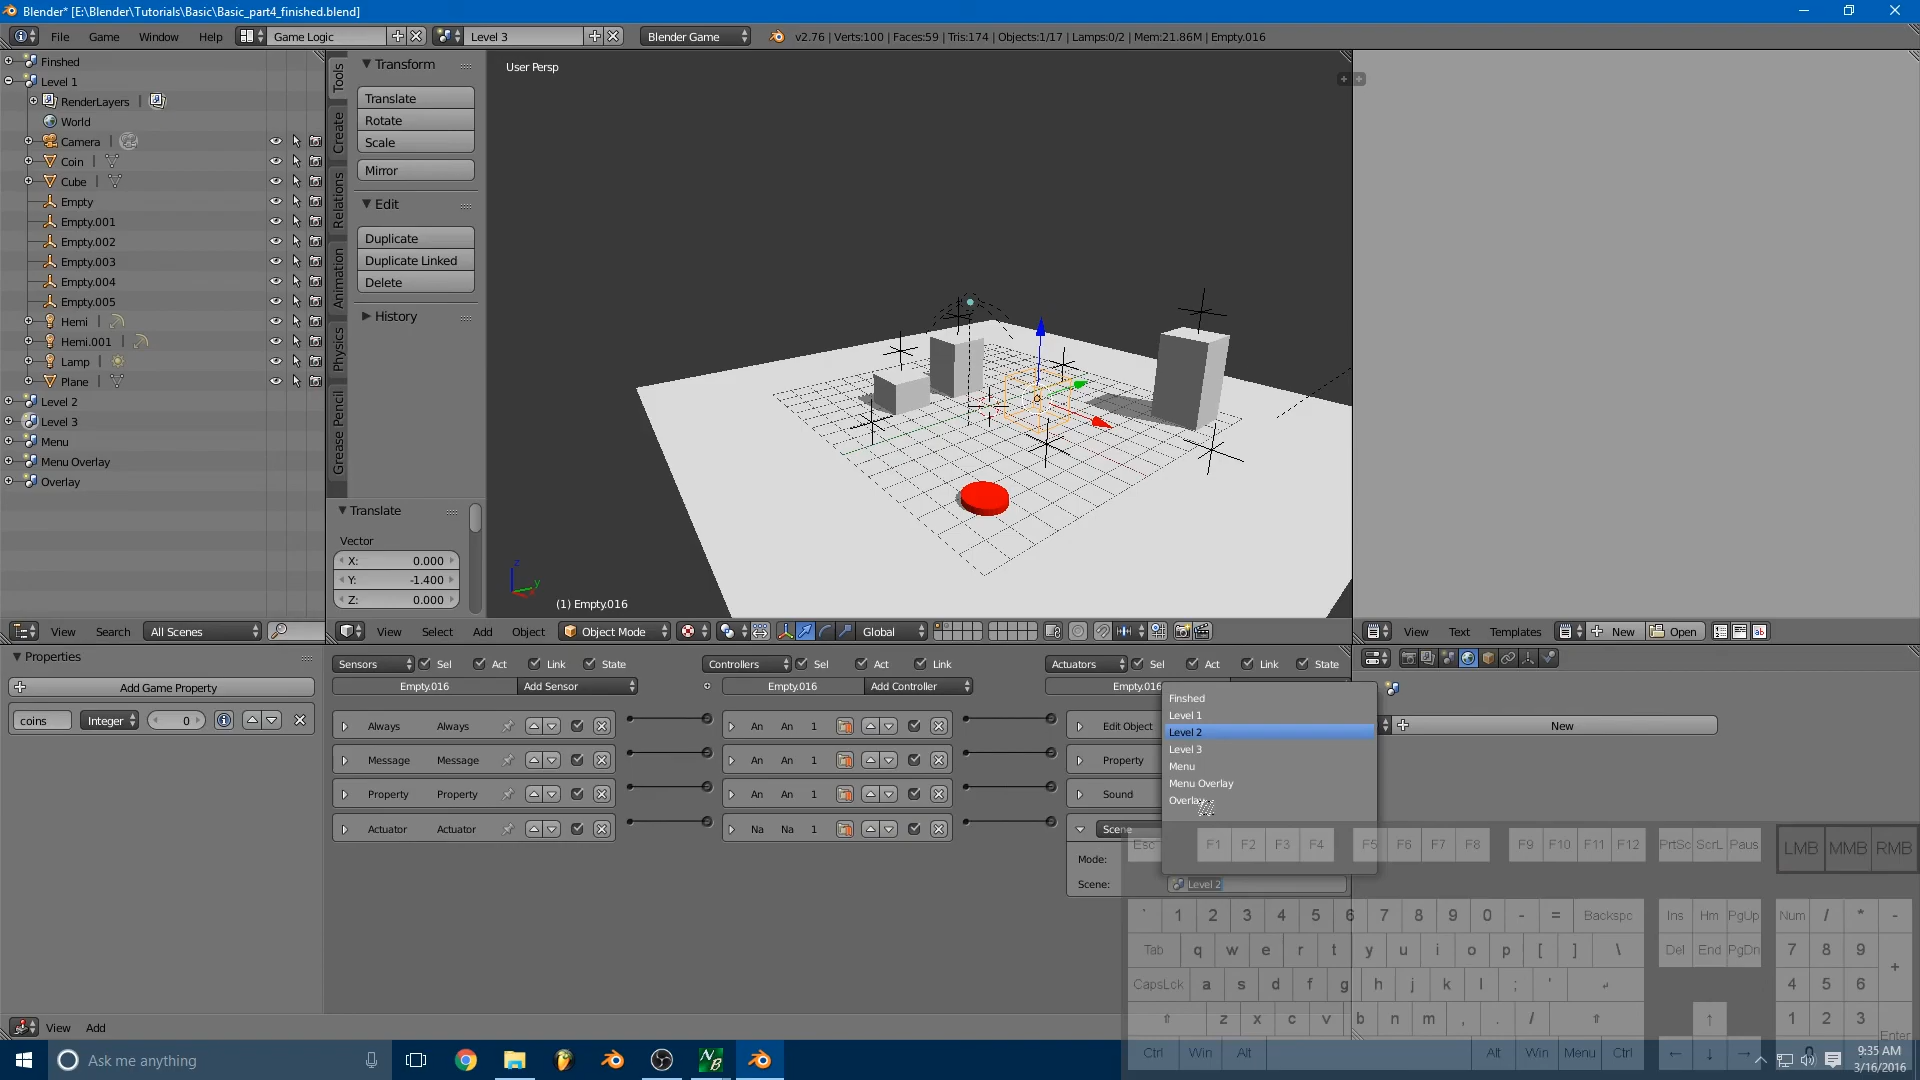 Blender* [E:\Blender\Tutorials\Basic\Basic_part4_finished.blend]
File Game Window Help Game Logic Level 3 Blender Game v2.76 | Verts:100 | Faces:59 | Tris:174 | Objects:1/17 | Lamps:0/2 | Mem:21.86M | Empty.016
Finshed
Level 1
RenderLayers |
World
Camera |
Coin |
Cube |
Empty
Empty.001
Empty.002
Empty.003
Empty.004
Empty.005
Hemi |
Hemi.001 |
Lamp |
Plane |
Level 2
Level 3
Menu
Menu Overlay
Overlay
View Search All Scenes
Tools
Create
Relations
Animation
Physics
Grease Pencil
Transform
Translate
Rotate
Scale
Mirror
Edit
Duplicate
Duplicate Linked
Delete
History
Translate
Vector
X: 0.000
Y: -1.400
Z: 0.000
User Persp
z
y
(1) Empty.016
View Select Add Object Object Mode Global
View Text Templates New Open
Properties
Add Game Property
coins Integer 0
Sensors Sel Act Link State
Empty.016 Add Sensor
Always Always
Message Message
Property Property
Actuator Actuator
Controllers Sel Act Link
Empty.016 Add Controller
An An 1
An An 1
An An 1
Na Na 1
Actuators Sel Act Link State
Empty.016
Edit Object
Property
Sound
Scene
Mode:
Scene: Level 2
Finshed
Level 1
Level 2
Level 3
Menu
Menu Overlay
Overlay
New
Esc F1 F2 F3 F4 F5 F6 F7 F8 F9 F10 F11 F12 PrtSc ScrL Paus LMB MMB RMB
` 1 2 3 4 5 6 7 8 9 0 - = Backspc Ins Hm PgUp Num / * -
Tab q w e r t y u i o p [ ] \ Del End PgDn 7 8 9 +
CapsLck a s d f g h j k l ; ' 4 5 6
z x c v b n m , . / 1 2 3 Enter
Ctrl Win Alt Alt Win Menu Ctrl
View Add
Ask me anything
9:35 AM
3/16/2016